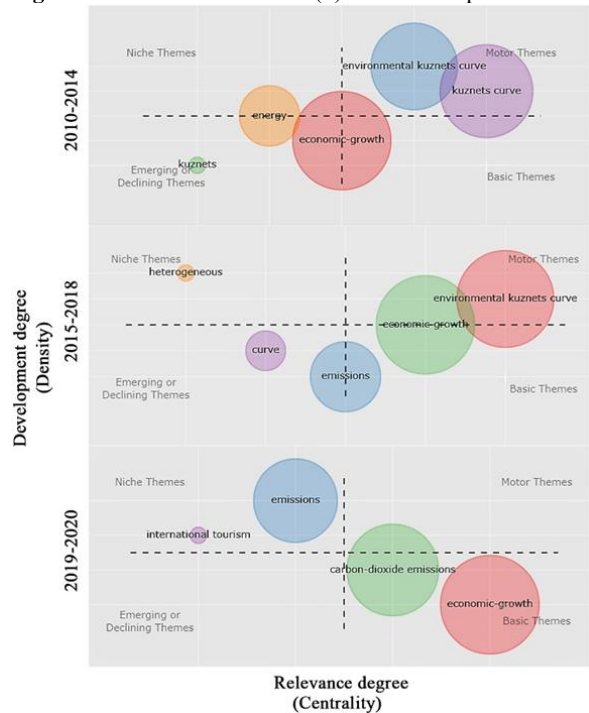 Niche Themes
Motor Themes
environmental kuznets curve
kuznets curve
energy
economic-growth
kuznets
Emerging or
Declining Themes
Basic Themes
2010-2014
Niche Themes
Motor Themes
heterogeneous
environmental kuznets curve
economic-growth
curve
emissions
Emerging or
Declining Themes
Basic Themes
2015-2018
Niche Themes
Motor Themes
emissions
international tourism
carbon-dioxide emissions
economic-growth
Emerging or
Declining Themes
Basic Themes
2019-2020
Development degree
(Density)
Relevance degree
(Centrality)